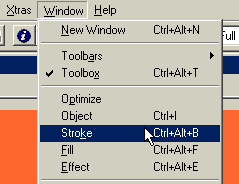 Xtras Window Help
Full
New Window Ctrl+Alt+N
Toolbars
Toolbox Ctrl+Alt+T
Optimize
Object Ctrl+I
Stroke Ctrl+Alt+B
Fill Ctrl+Alt+F
Effect Ctrl+Alt+E